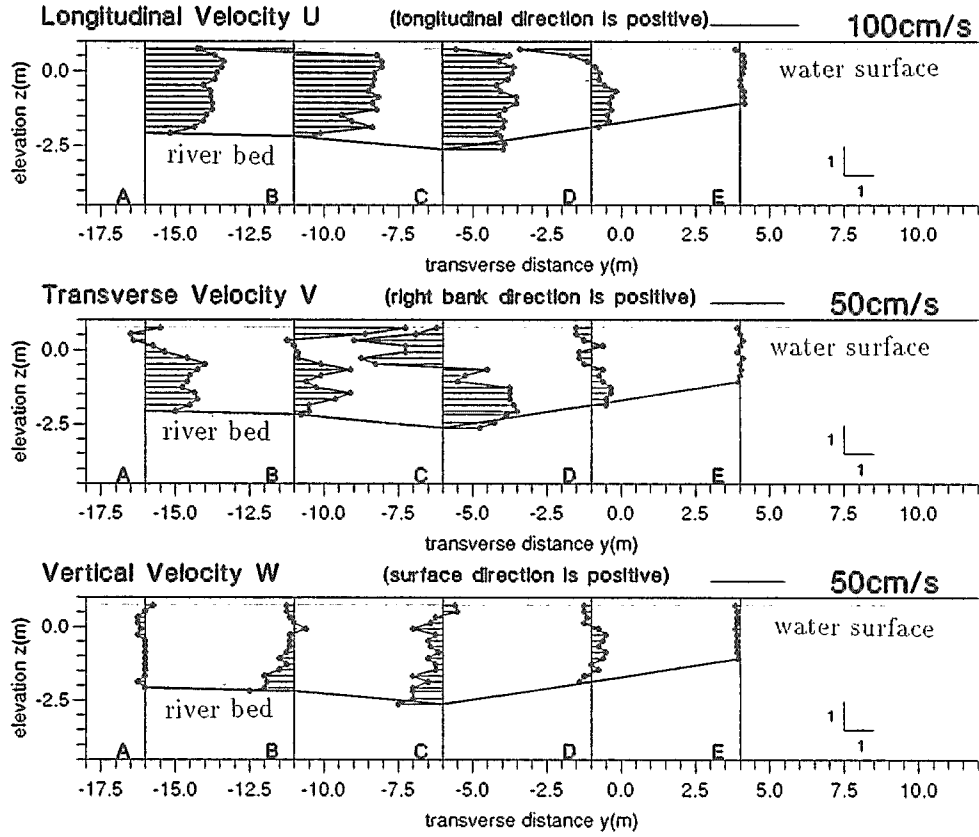 Longitudinal Velocity U (longitudinal direction is positive) 100cm/s
elevation z(m)
0.0
-2.5
water surface
river bed
1
1
A B C D E
-17.5 -15.0 -12.5 -10.0 -7.5 -5.0 -2.5 0.0 2.5 5.0 7.5 10.0
transverse distance y(m)
Transverse Velocity V (right bank direction is positive) 50cm/s
elevation z(m)
0.0
-2.5
water surface
river bed
1
1
A B C D E
-17.5 -15.0 -12.5 -10.0 -7.5 -5.0 -2.5 0.0 2.5 5.0 7.5 10.0
transverse distance y(m)
Vertical Velocity W (surface direction is positive) 50cm/s
elevation z(m)
0.0
-2.5
water surface
river bed
1
1
A B C D E
-17.5 -15.0 -12.5 -10.0 -7.5 -5.0 -2.5 0.0 2.5 5.0 7.5 10.0
transverse distance y(m)